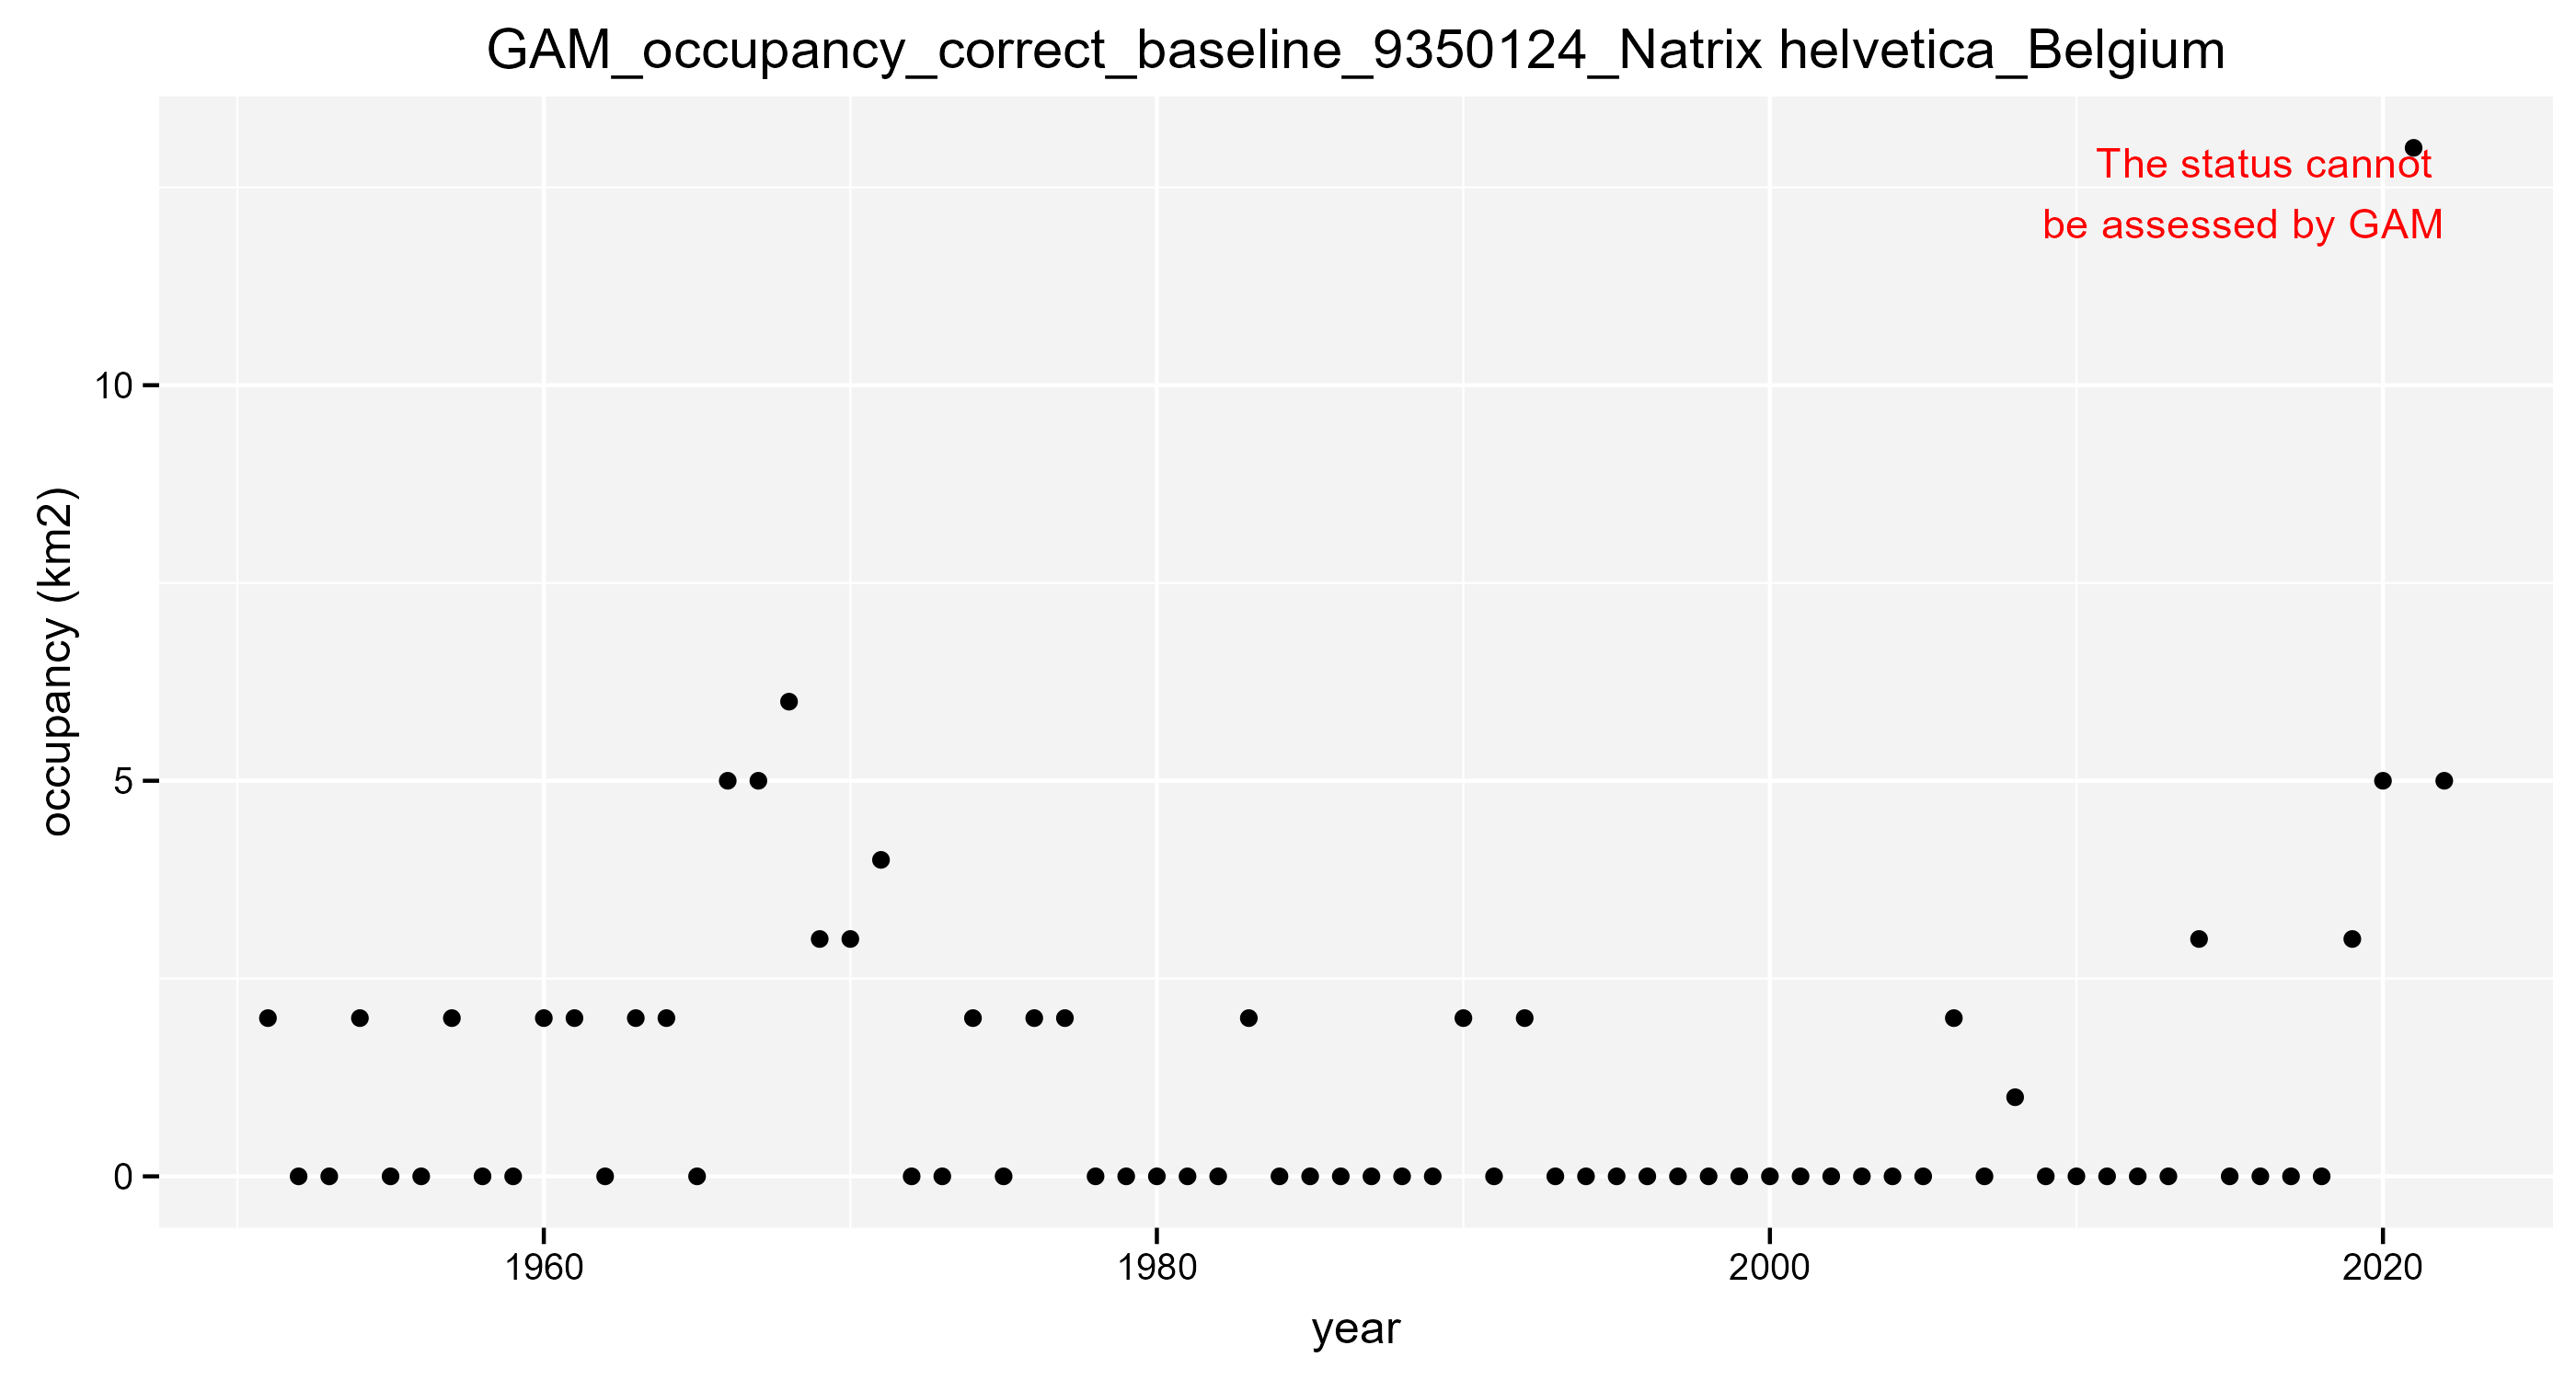 GAM_occupancy_correct_baseline_9350124_Natrix helvetica_Belgium
The status cannot
be assessed by GAM
10
5
0
occupancy (km2)
1960
1980
2000
2020
year